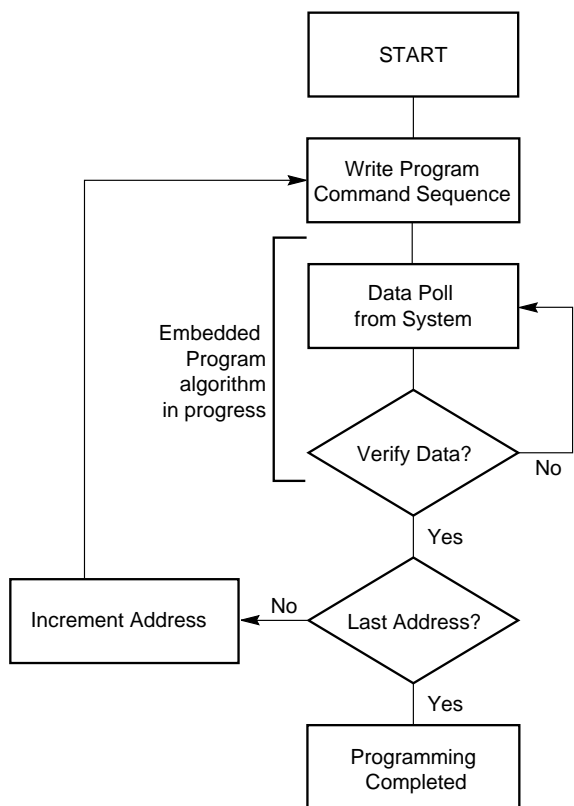 START
Write Program
Command Sequence
Data Poll
from System
Embedded
Program
algorithm
in progress
Verify Data?
No
Yes
Last Address?
No
Increment Address
Yes
Programming
Completed